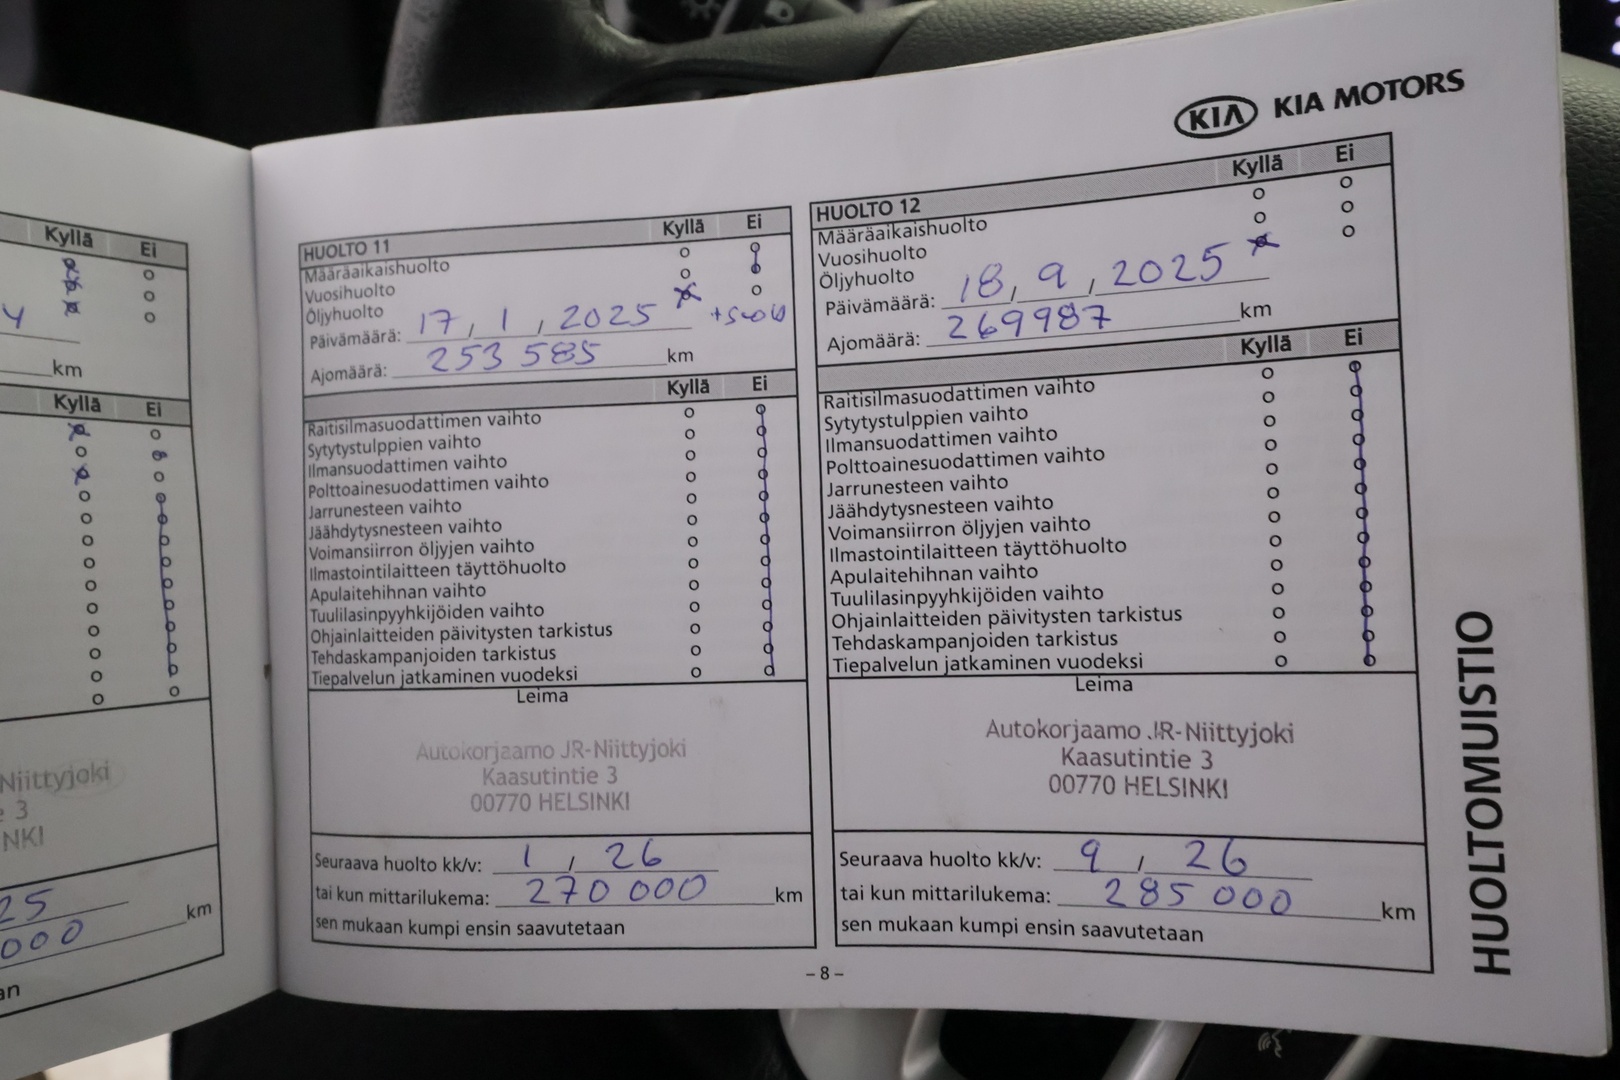 Kyllä Ei
4
km
Kyllä Ei
Niittyjoki
e 3
NKI
25
000 km
an
KIA KIA MOTORS
HUOLTO 11 Kyllä Ei
Määräaikaishuolto
Vuosihuolto
Öljyhuolto
Päivämäärä: 17, 1, 2025
Ajomäärä: 253 585 km
Kyllä Ei
Raitisilmasuodattimen vaihto
Sytytystulppien vaihto
Ilmansuodattimen vaihto
Polttoainesuodattimen vaihto
Jarrunesteen vaihto
Jäähdytysnesteen vaihto
Voimansiirron öljyjen vaihto
Ilmastointilaitteen täyttöhuolto
Apulaitehihnan vaihto
Tuulilasinpyyhkijöiden vaihto
Ohjainlaitteiden päivitysten tarkistus
Tehdaskampanjoiden tarkistus
Tiepalvelun jatkaminen vuodeksi
Leima
Autokorjaamo JR-Niittyjoki
Kaasutintie 3
00770 HELSINKI
Seuraava huolto kk/v: 1 / 26
tai kun mittarilukema: 270 000 km
sen mukaan kumpi ensin saavutetaan
HUOLTO 12 Kyllä Ei
Määräaikaishuolto
Vuosihuolto
Öljyhuolto
Päivämäärä: 18, 9, 2025
Ajomäärä: 269987 km
Kyllä Ei
Raitisilmasuodattimen vaihto
Sytytystulppien vaihto
Ilmansuodattimen vaihto
Polttoainesuodattimen vaihto
Jarrunesteen vaihto
Jäähdytysnesteen vaihto
Voimansiirron öljyjen vaihto
Ilmastointilaitteen täyttöhuolto
Apulaitehihnan vaihto
Tuulilasinpyyhkijöiden vaihto
Ohjainlaitteiden päivitysten tarkistus
Tehdaskampanjoiden tarkistus
Tiepalvelun jatkaminen vuodeksi
Leima
Autokorjaamo JR-Niittyjoki
Kaasutintie 3
00770 HELSINKI
Seuraava huolto kk/v: 9 / 26
tai kun mittarilukema: 285 000 km
sen mukaan kumpi ensin saavutetaan
- 8 -
HUOLTOMUISTIO